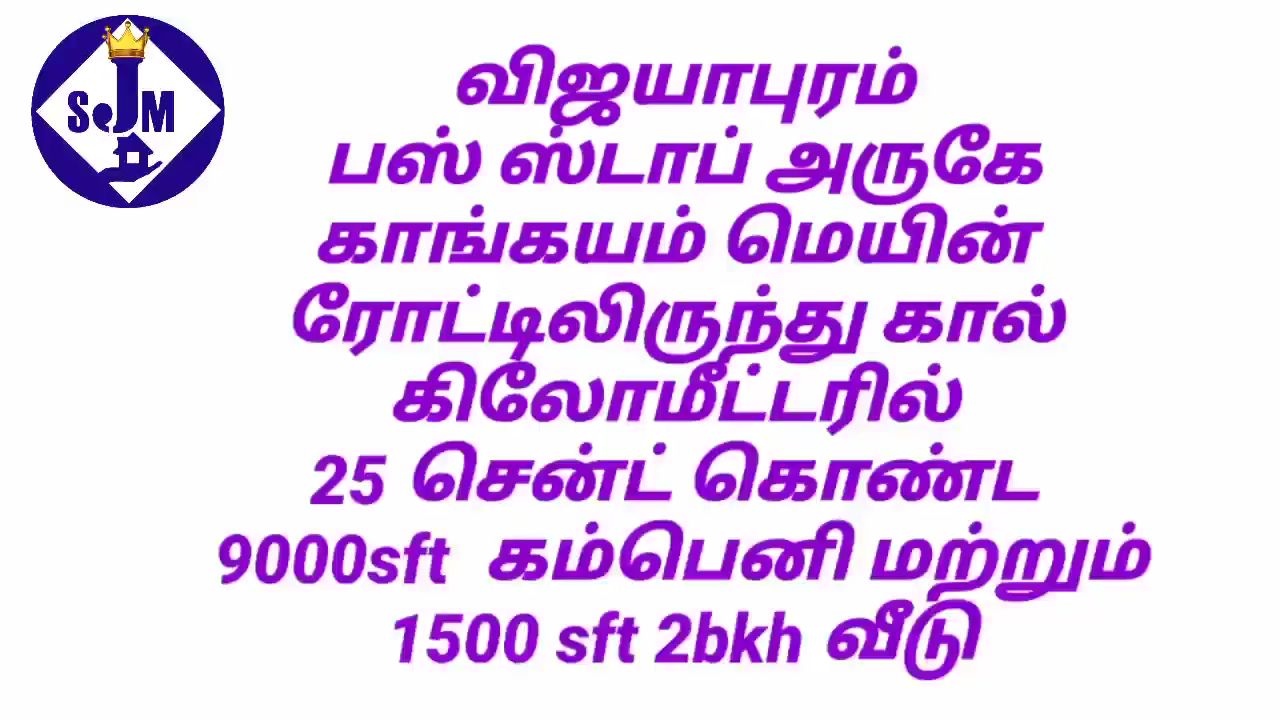 SJM
விஜயாபுரம்
பஸ் ஸ்டாப் அருகே
காங்கயம் மெயின்
ரோட்டிலிருந்து கால்
கிலோமீட்டரில்
25 சென்ட் கொண்ட
9000sft கம்பெனி மற்றும்
1500 sft 2bkh வீடு